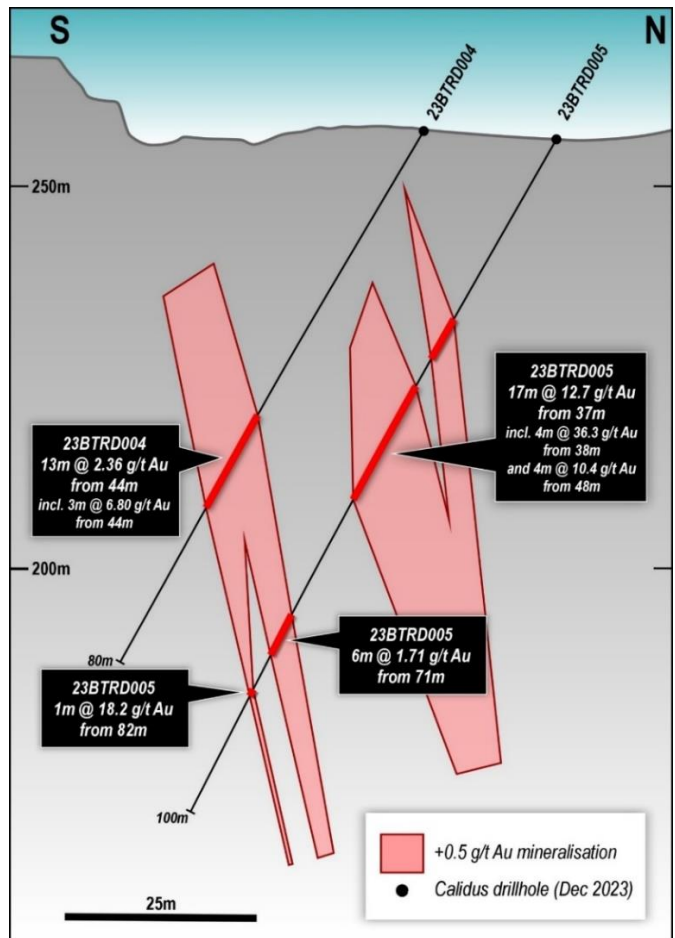 S
N
23BTRD004
23BTRD005
250m
23BTRD005
17m @ 12.7 g/t Au
from 37m
incl. 4m @ 36.3 g/t Au
from 38m
and 4m @ 10.4 g/t Au
from 48m
23BTRD004
13m @ 2.36 g/t Au
from 44m
incl. 3m @ 6.80 g/t Au
from 44m
200m
23BTRD005
6m @ 1.71 g/t Au
from 71m
80m
23BTRD005
1m @ 18.2 g/t Au
from 82m
100m
+0.5 g/t Au mineralisation
Calidus drillhole (Dec 2023)
25m